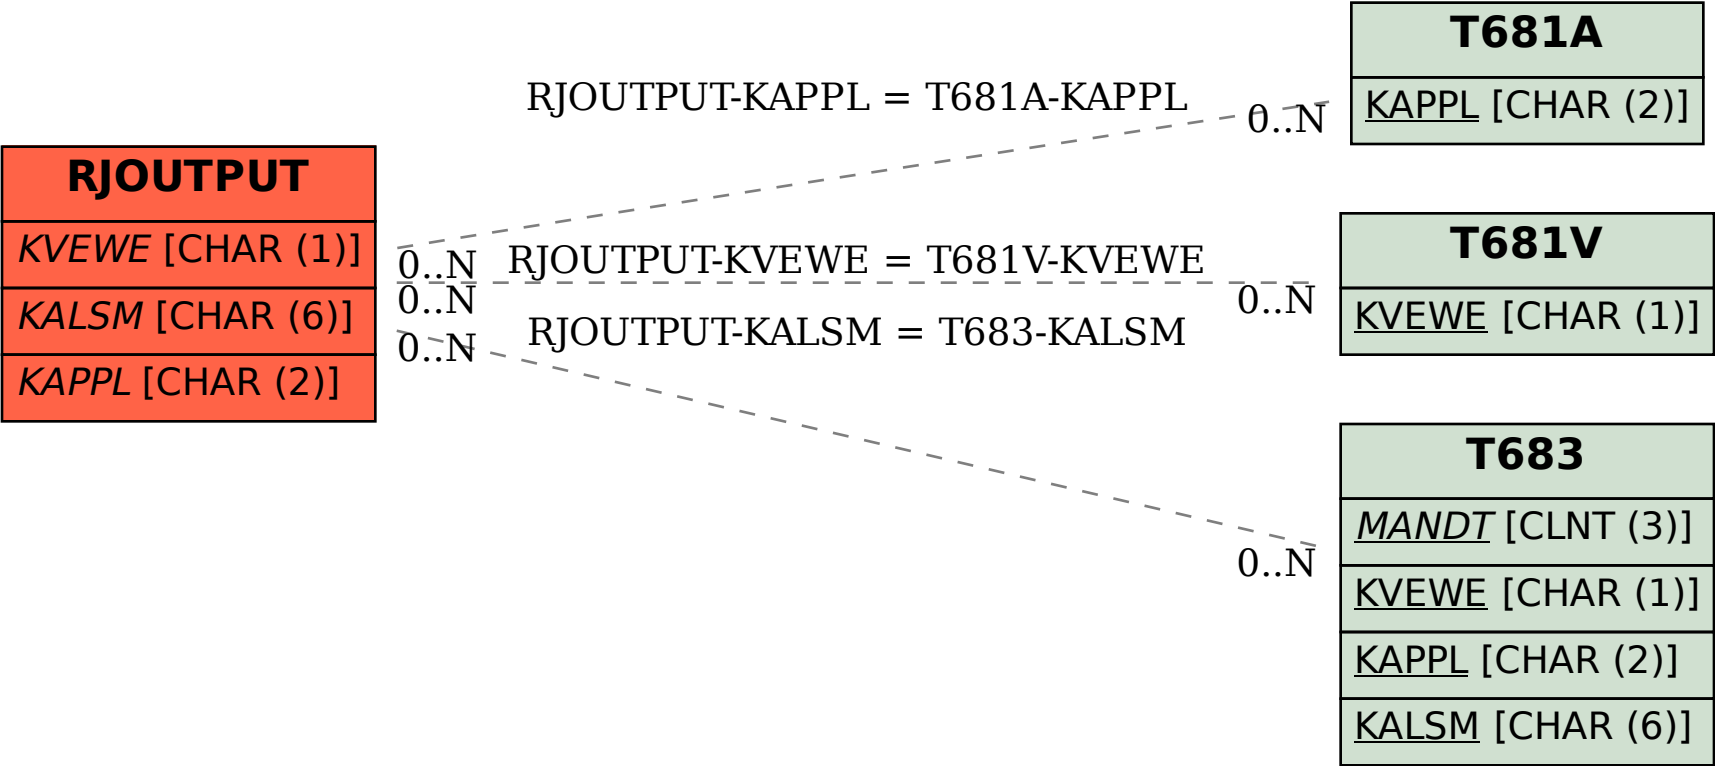 RJOUTPUT
KVEWE [CHAR (1)]
KALSM [CHAR (6)]
KAPPL [CHAR (2)]
RJOUTPUT-KAPPL = T681A-KAPPL
0..N
0..N
RJOUTPUT-KVEWE = T681V-KVEWE
0..N
0..N
RJOUTPUT-KALSM = T683-KALSM
0..N
0..N
T681A
KAPPL [CHAR (2)]
T681V
KVEWE [CHAR (1)]
T683
MANDT [CLNT (3)]
KVEWE [CHAR (1)]
KAPPL [CHAR (2)]
KALSM [CHAR (6)]